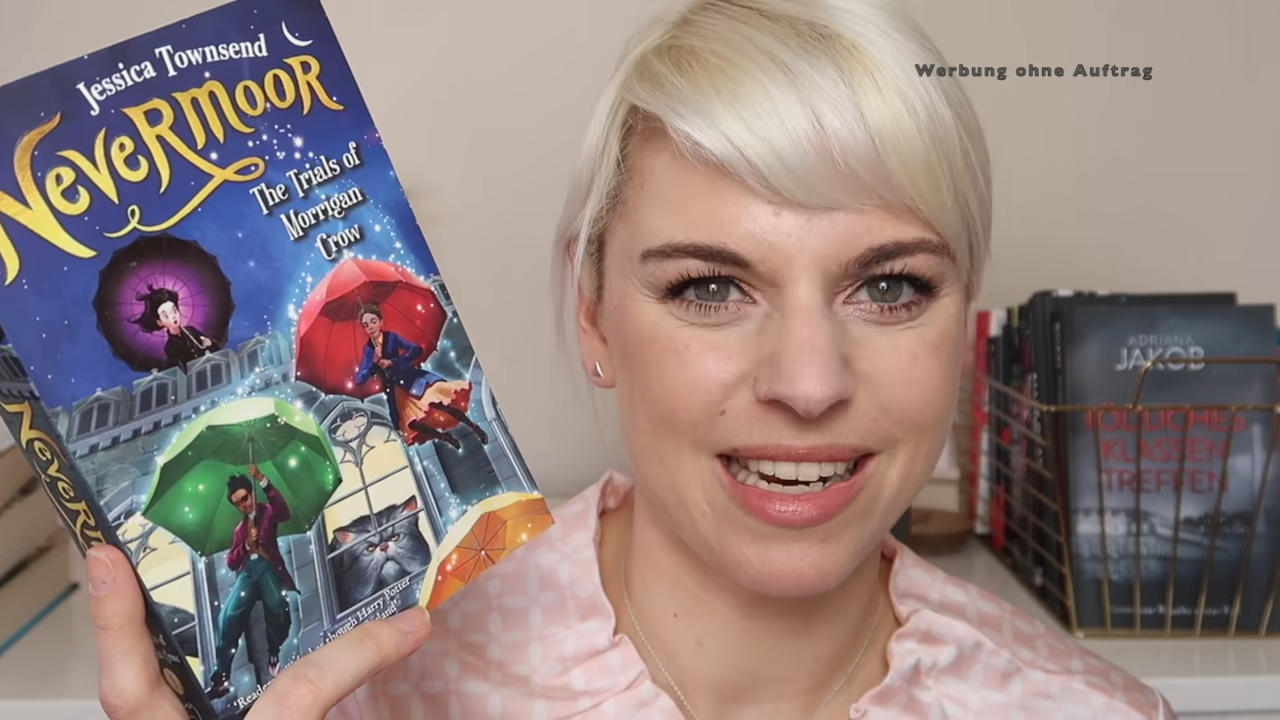 Jessica Townsend
NEVERMOOR
The Trials of
Morrigan
Crow
Werbung ohne Auftrag
ADRIANA
JAKOB
TÖDLICHES
KLASSEN
TREFFEN